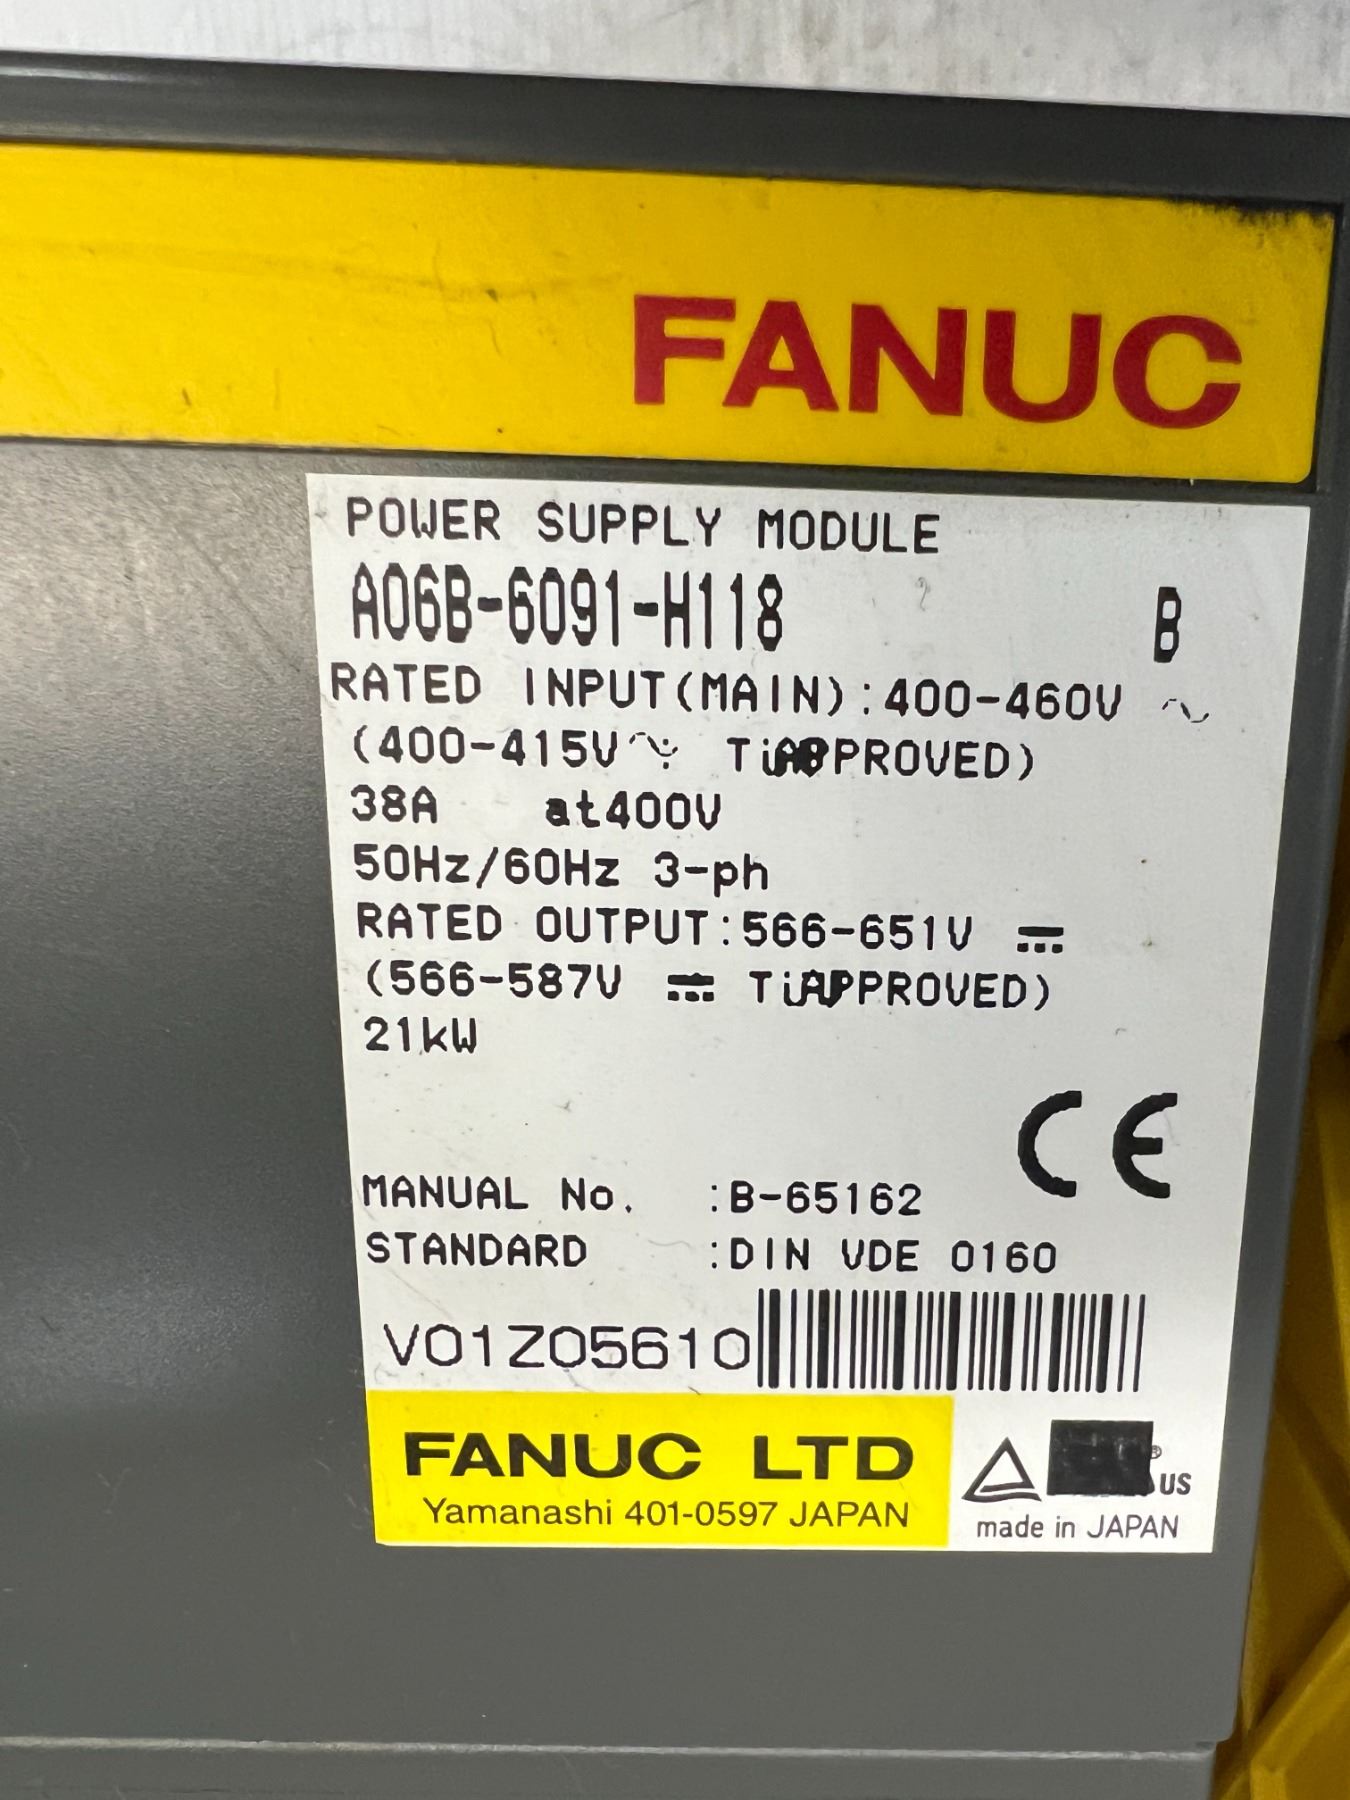 FANUC
POWER SUPPLY MODULE
A06B-6091-H118 B
RATED INPUT(MAIN):400-460V ~
(400-415V APPROVED)
38A at400V
50Hz/60Hz 3-ph
RATED OUTPUT:566-651V ⎓
(566-587V ⎓ APPROVED)
21kW
CE
MANUAL No. :B-65162
STANDARD :DIN VDE 0160
V01Z05610
FANUC LTD
Yamanashi 401-0597 JAPAN
® US
made in JAPAN